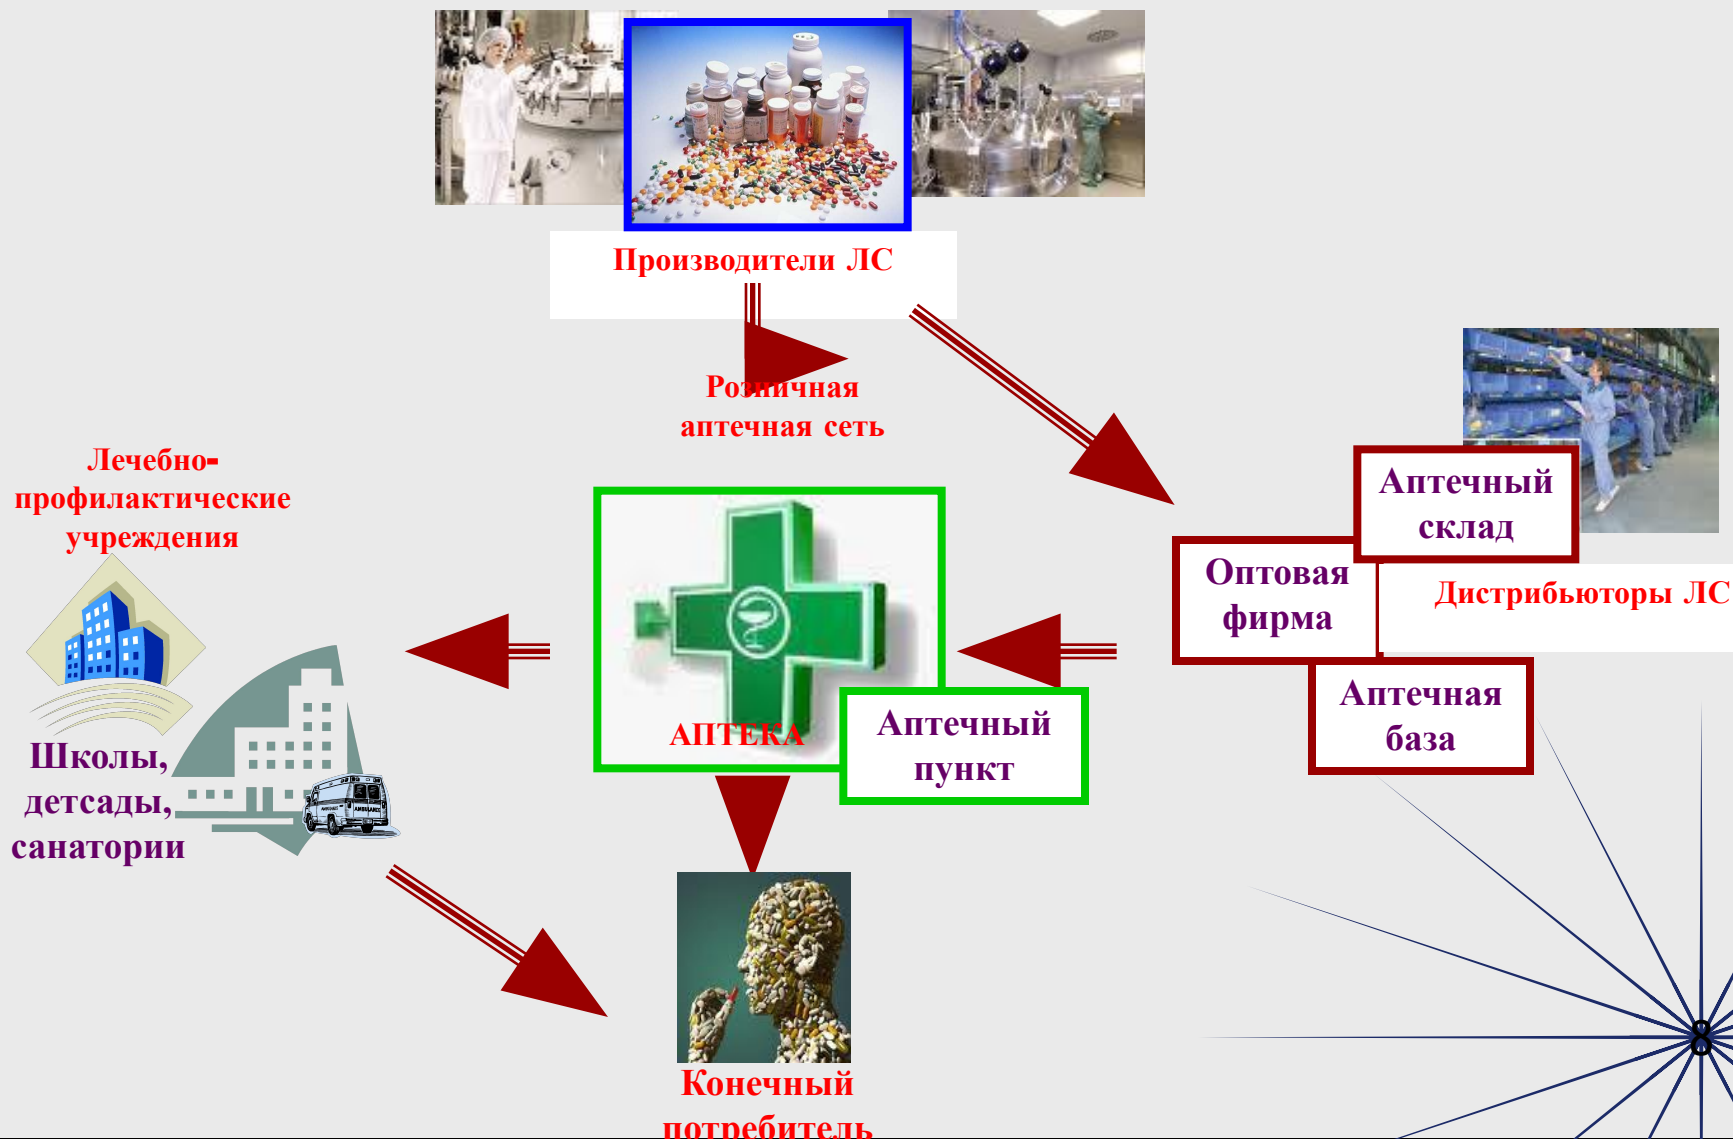 Производители ЛС
Розничная
аптечная сеть
Лечебно-
профилактические
учреждения
Школы,
детсады,
санатории
АПТЕКА
Аптечный
пункт
Аптечный
склад
Оптовая
фирма
Дистрибьюторы ЛС
Аптечная
база
Конечный
потребитель
8